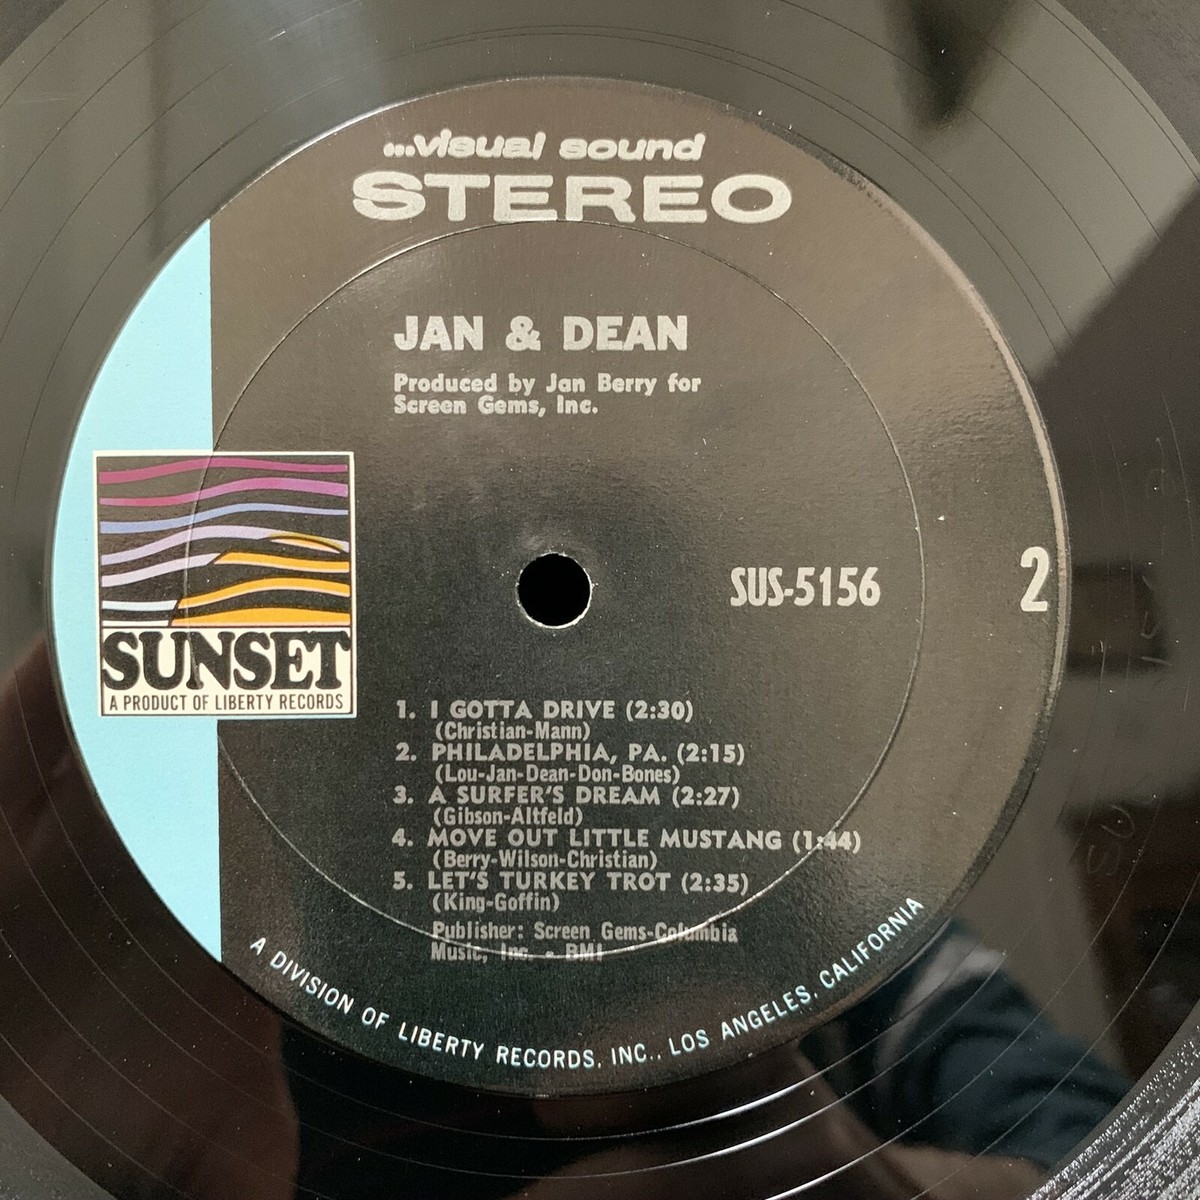 ...visual sound
STEREO
JAN & DEAN
Produced by Jan Berry for
Screen Gems, Inc.
SUNSET
A PRODUCT OF LIBERTY RECORDS
SUS-5156
2
1. I GOTTA DRIVE (2:30)
(Christian-Mann)
2. PHILADELPHIA, PA. (2:15)
(Lou-Jan-Dean-Don-Bones)
3. A SURFER'S DREAM (2:27)
(Gibson-Altfeld)
4. MOVE OUT LITTLE MUSTANG (1:44)
(Berry-Wilson-Christian)
5. LET'S TURKEY TROT (2:35)
(King-Goffin)
Publisher: Screen Gems-Columbia
Music, Inc. - BMI
A DIVISION OF LIBERTY RECORDS, INC., LOS ANGELES, CALIFORNIA